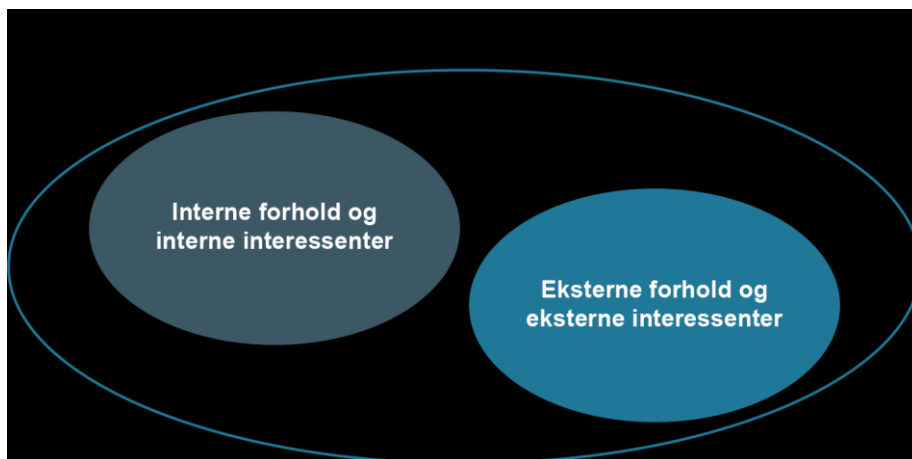 Interne forhold og
interne interessenter
Eksterne forhold og
eksterne interessenter